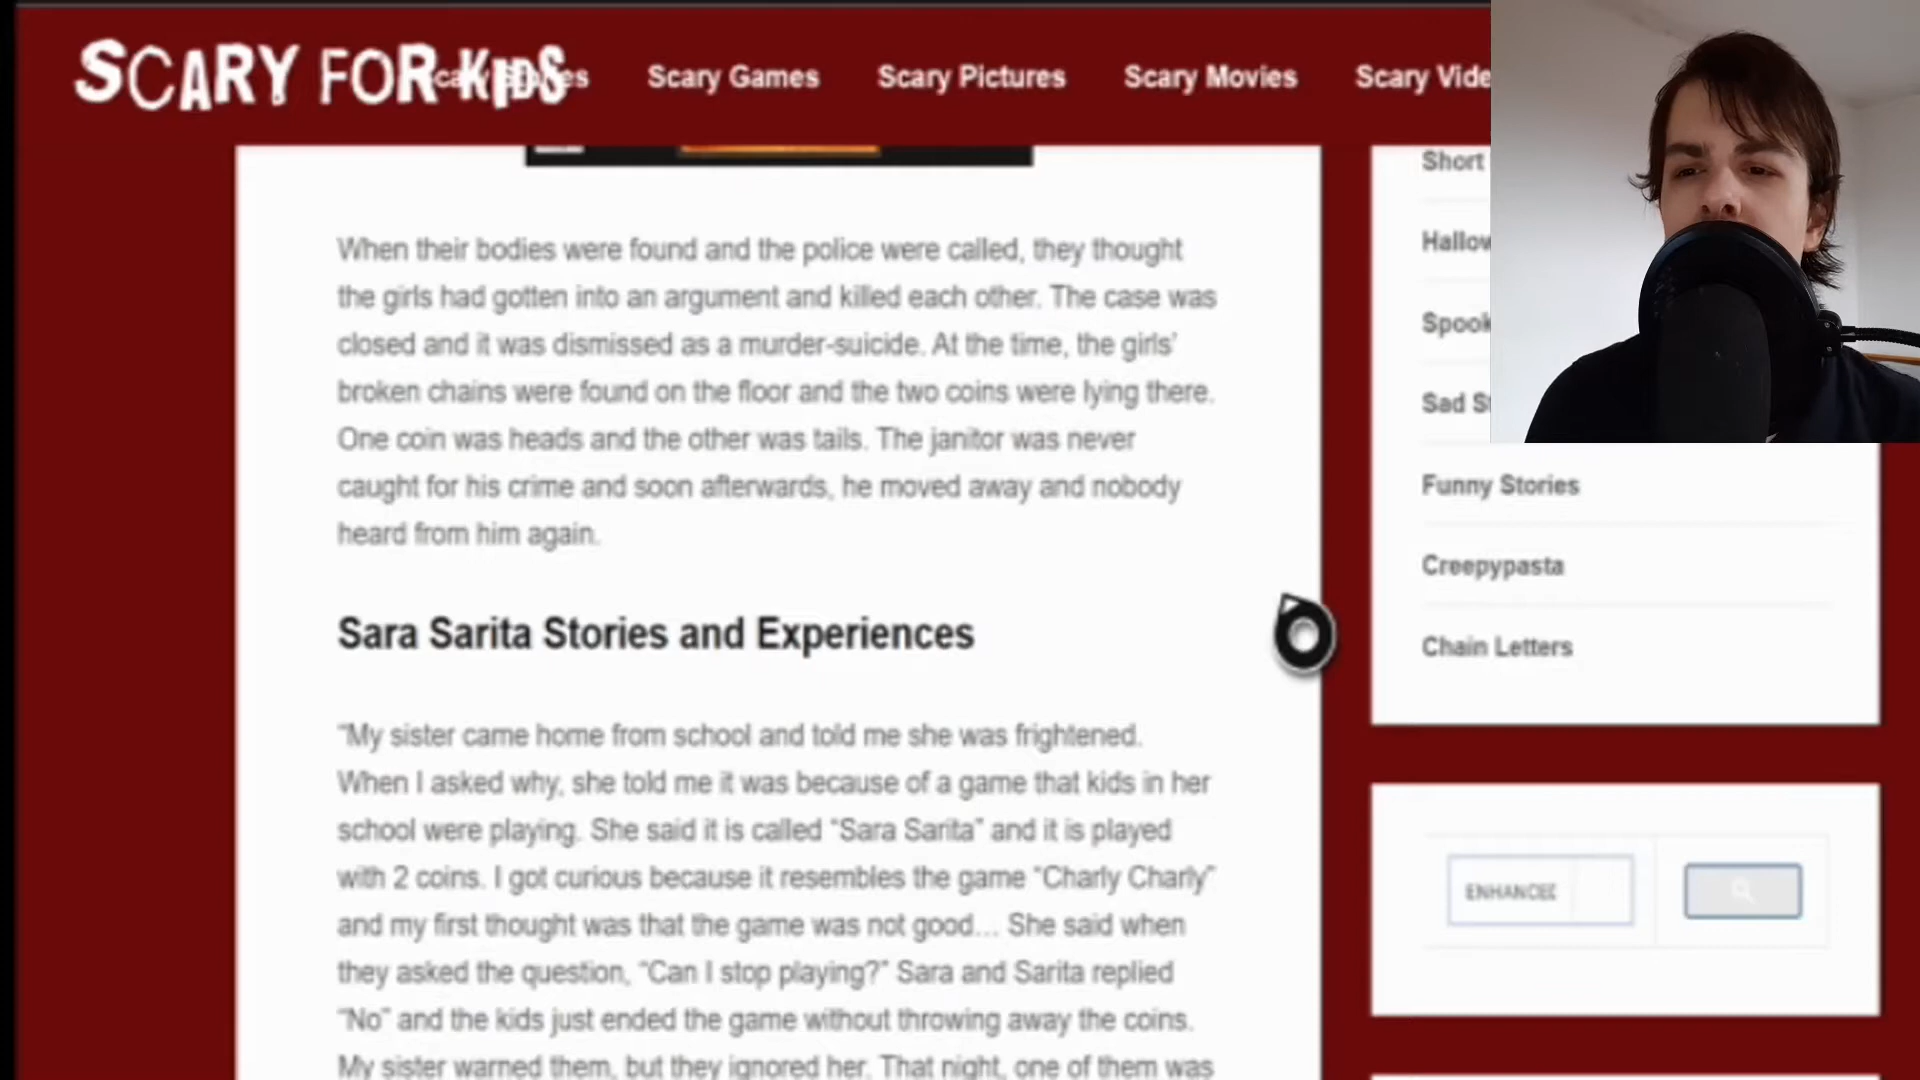 SCARY FOR KIDS
Scary Games
Scary Pictures
Scary Movies
Scary Vide
Short
When their bodies were found and the police were called, they thought
the girls had gotten into an argument and killed each other. The case was
closed and it was dismissed as a murder-suicide. At the time, the girls'
broken chains were found on the floor and the two coins were lying there.
One coin was heads and the other was tails. The janitor was never
caught for his crime and soon afterwards, he moved away and nobody
heard from him again.
Sara Sarita Stories and Experiences
"My sister came home from school and told me she was frightened.
When I asked why, she told me it was because of a game that kids in her
school were playing. She said it is called "Sara Sarita" and it is played
with 2 coins. I got curious because it resembles the game "Charly Charly"
and my first thought was that the game was not good... She said when
they asked the question, "Can I stop playing?" Sara and Sarita replied
"No" and the kids just ended the game without throwing away the coins.
My sister warned them, but they ignored her. That night, one of them was
Hallow
Spook
Sad S
Funny Stories
Creepypasta
Chain Letters
ENHANCED